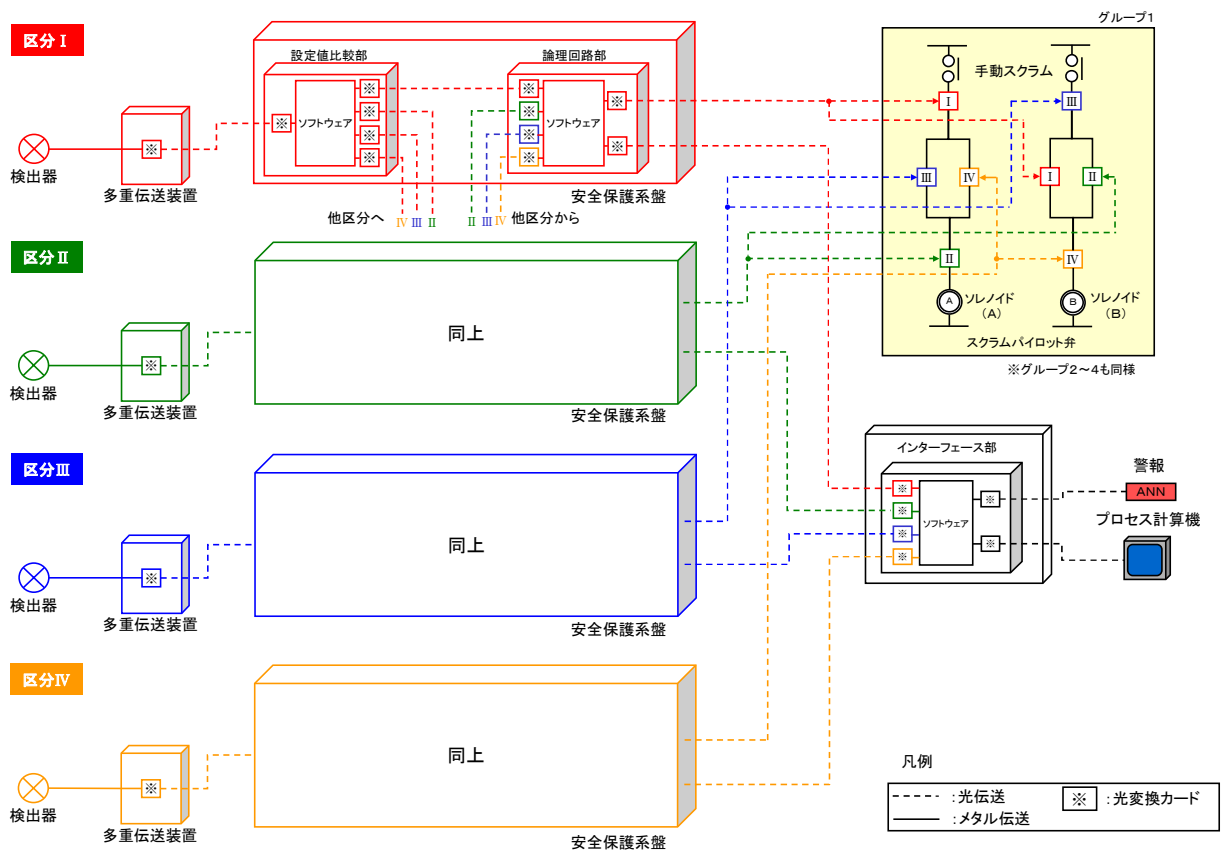 区分Ⅰ
検出器
※
多重伝送装置
設定値比較部
※
ソフトウェア
※
※
※
※
論理回路部
※
※
※
※
ソフトウェア
※
※
安全保護系盤
他区分へ
Ⅳ Ⅲ Ⅱ
Ⅱ Ⅲ Ⅳ
他区分から
区分Ⅱ
検出器
※
多重伝送装置
同上
安全保護系盤
区分Ⅲ
検出器
※
多重伝送装置
同上
安全保護系盤
区分Ⅳ
検出器
※
多重伝送装置
同上
安全保護系盤
グループ1
手動スクラム
Ⅰ
Ⅲ
Ⅲ
Ⅳ
Ⅰ
Ⅱ
Ⅱ
Ⅳ
A
ソレノイド
(A)
B
ソレノイド
(B)
スクラムパイロット弁
※グループ2~4も同様
インターフェース部
※
※
※
※
ソフトウェア
※
※
警報
ANN
プロセス計算機
凡例
:光伝送
※
:光変換カード
:メタル伝送